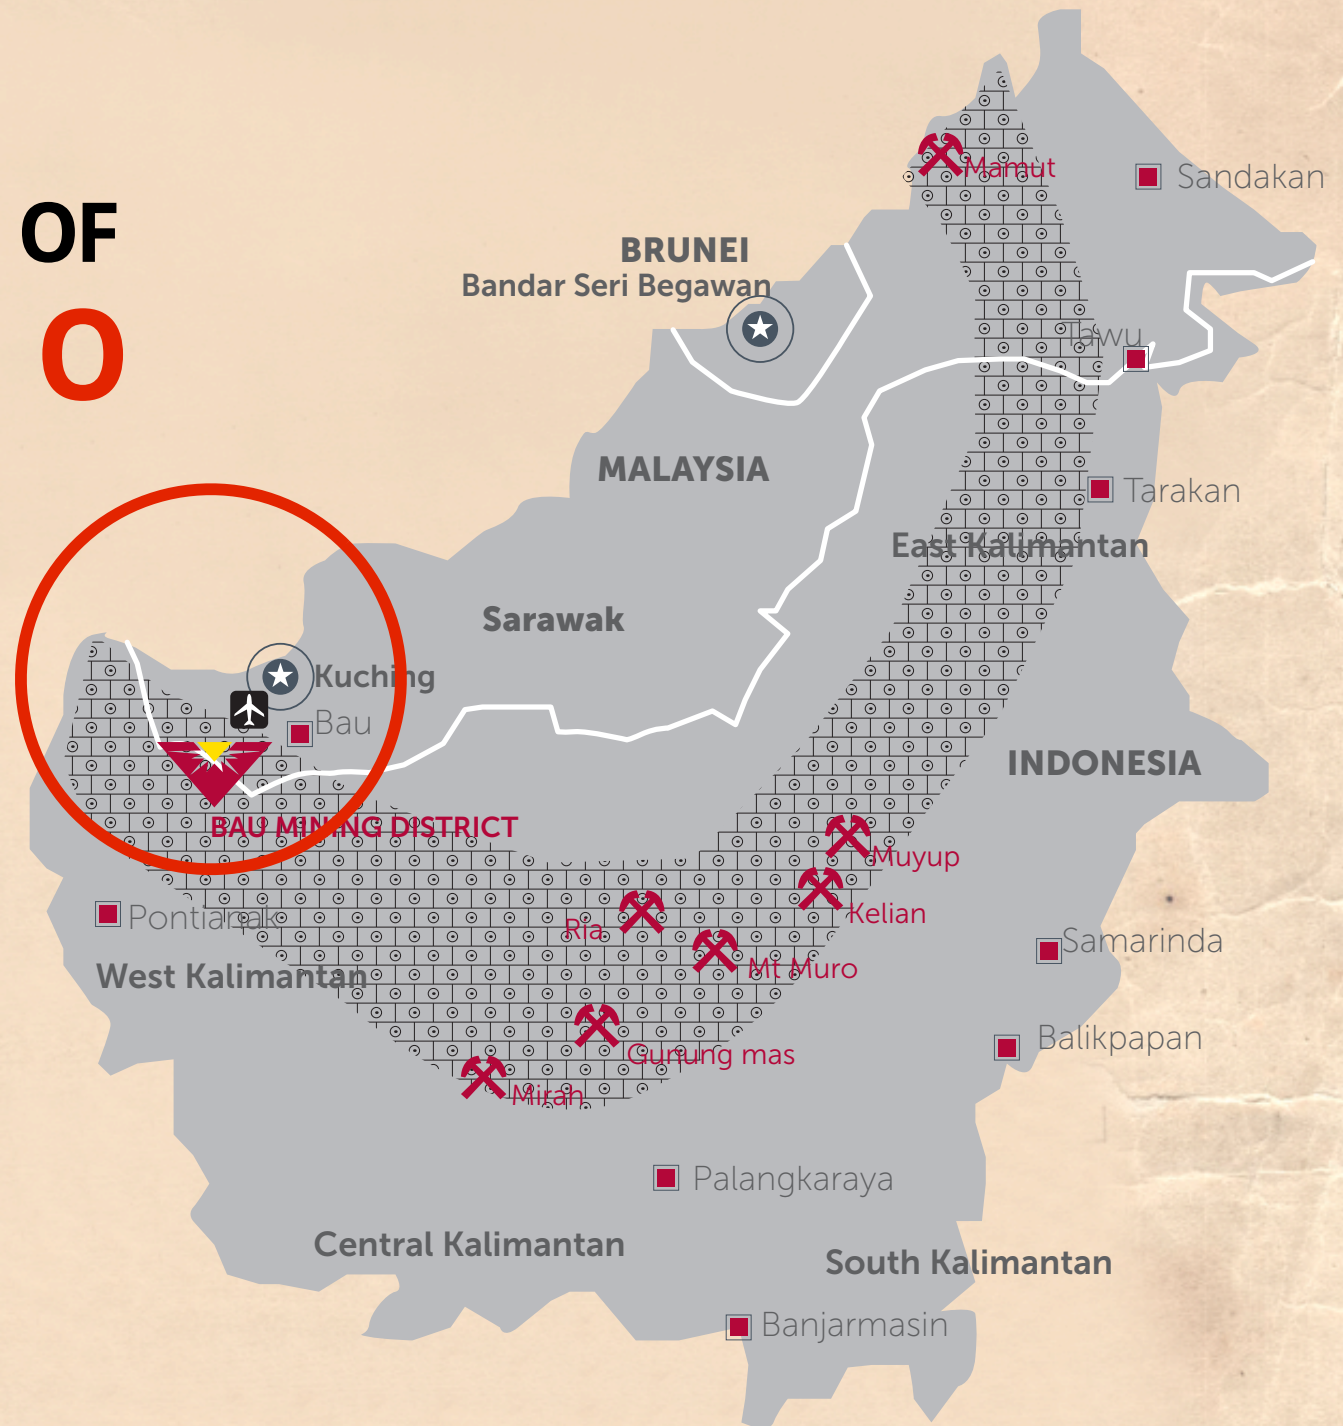 OF
O
Mamut
Sandakan
BRUNEI
Bandar Seri Begawan
Tawu
MALAYSIA
Tarakan
East Kalimantan
Sarawak
Kuching
Bau
INDONESIA
BAU MINING DISTRICT
Muyup
Kelian
Pontianak
Ria
Samarinda
Mt Muro
West Kalimantan
Balikpapan
Gunung mas
Mirah
Palangkaraya
Central Kalimantan
South Kalimantan
Banjarmasin